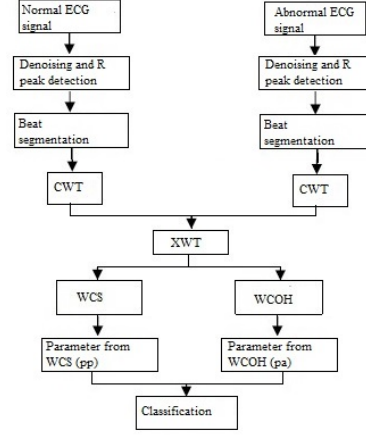 Normal ECG
signal
Abnormal ECG
signal
Denoising and R
peak detection
Denoising and R
peak detection
Beat
segmentation
Beat
segmentation
CWT
CWT
XWT
WCS
WCOH
Parameter from
WCS (pp)
Parameter from
WCOH (pa)
Classification